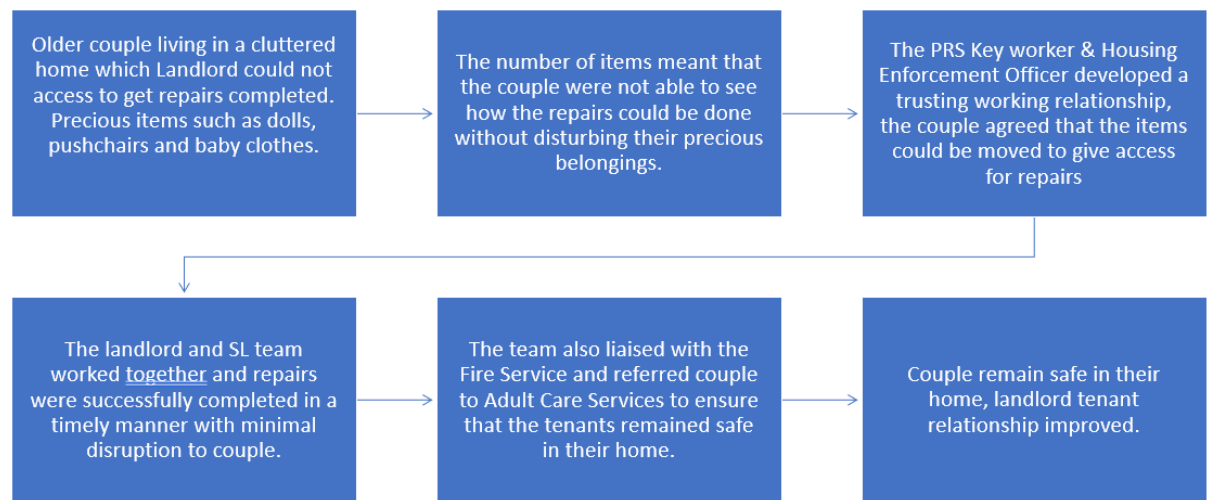 Older couple living in a cluttered
home which Landlord could not
access to get repairs completed.
Precious items such as dolls,
pushchairs and baby clothes.
The number of items meant that
the couple were not able to see
how the repairs could be done
without disturbing their precious
belongings.
The PRS Key worker & Housing
Enforcement Officer developed a
trusting working relationship,
the couple agreed that the items
could be moved to give access
for repairs
The landlord and SL team
worked together and repairs
were successfully completed in a
timely manner with minimal
disruption to couple.
The team also liaised with the
Fire Service and referred couple
to Adult Care Services to ensure
that the tenants remained safe
in their home.
Couple remain safe in their
home, landlord tenant
relationship improved.